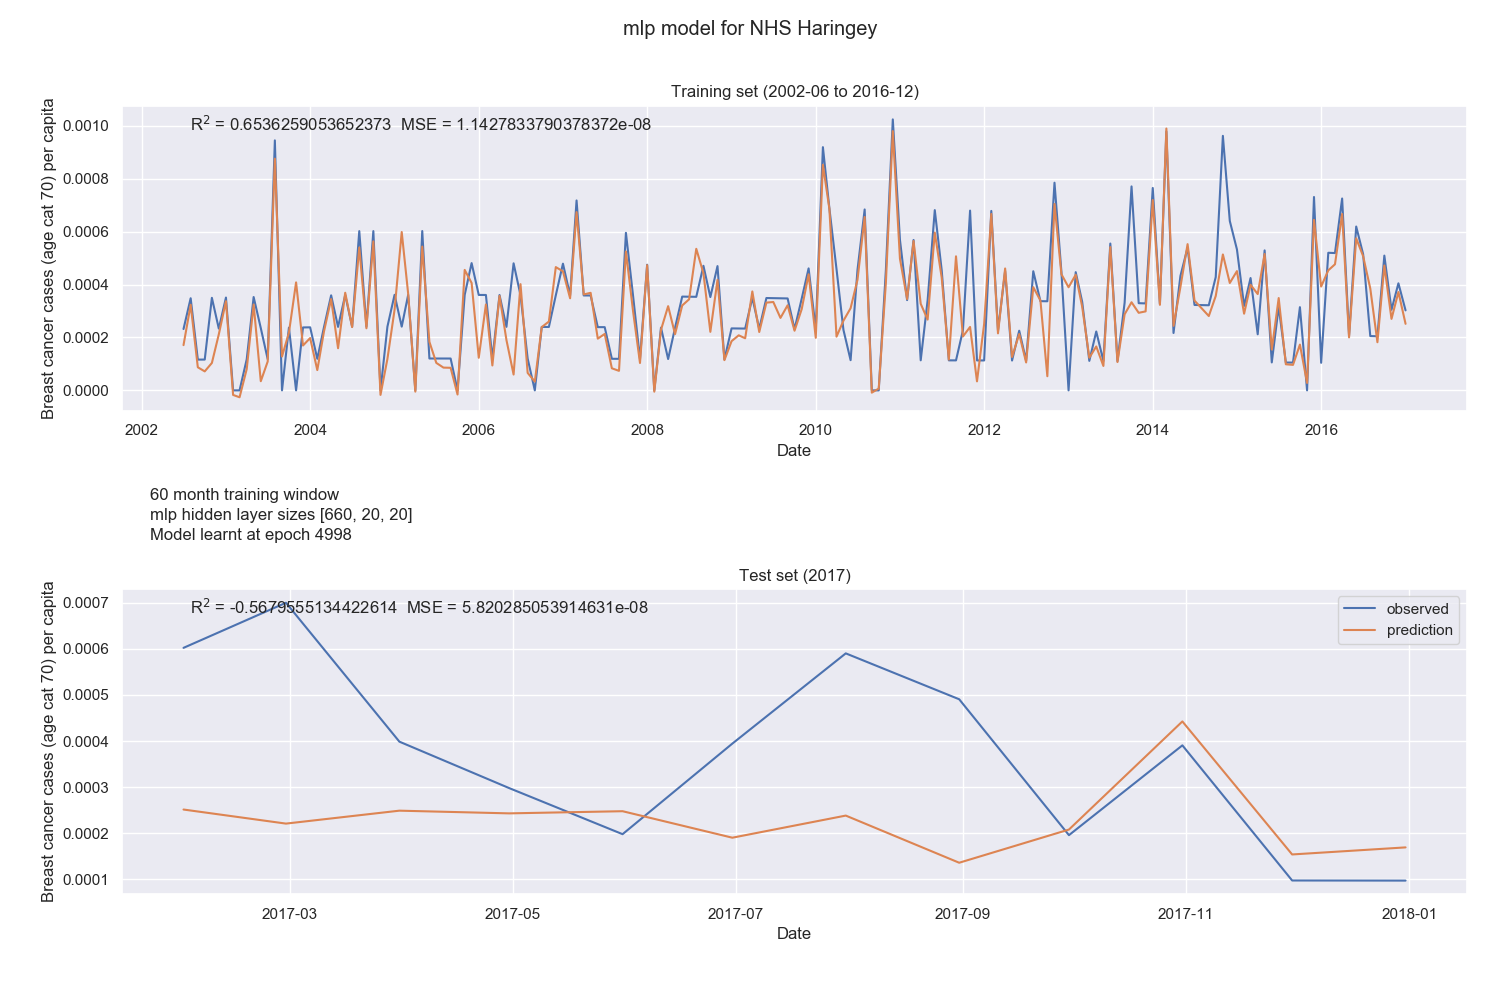 mlp model for NHS Haringey
Training set (2002-06 to 2016-12)
R² = 0.6536259053652373 MSE = 1.1427833790378372e-08
Breast cancer cases (age cat 70) per capita
0.0010
0.0008
0.0006
0.0004
0.0002
0.0000
2002 2004 2006 2008 2010 2012 2014 2016
Date
60 month training window
mlp hidden layer sizes [660, 20, 20]
Model learnt at epoch 4998
Test set (2017)
R² = -0.5679555134422614 MSE = 5.820285053914631e-08
observed
prediction
Breast cancer cases (age cat 70) per capita
0.0007
0.0006
0.0005
0.0004
0.0003
0.0002
0.0001
2017-03 2017-05 2017-07 2017-09 2017-11 2018-01
Date